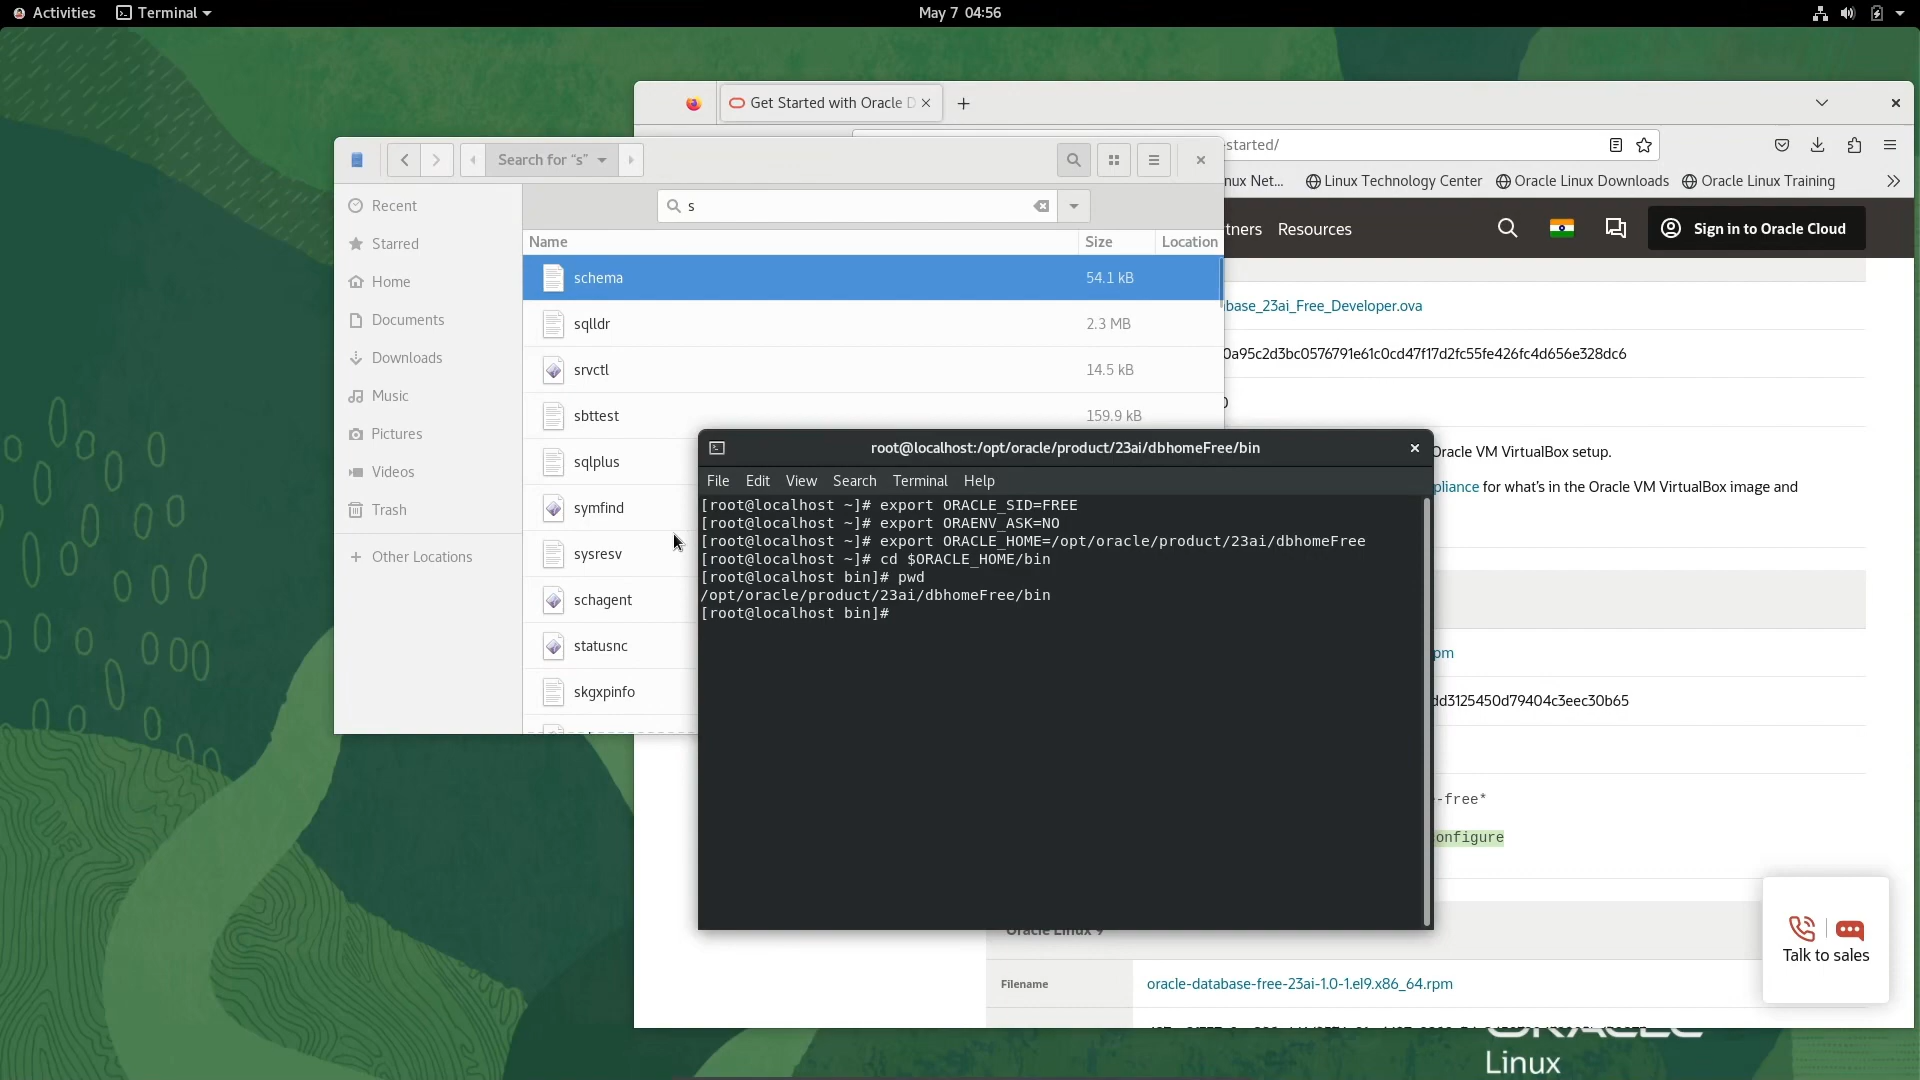 Activities
Terminal
May 7 04:56
Get Started with Oracle D
started/
nux Net...
Linux Technology Center
Oracle Linux Downloads
Oracle Linux Training
tners
Resources
Sign in to Oracle Cloud
Search for “s”
s
Recent
Starred
Home
Documents
Downloads
Music
Pictures
Videos
Trash
Other Locations
Name
Size
Location
schema
54.1 kB
sqlldr
2.3 MB
srvctl
14.5 kB
sbttest
159.9 kB
sqlplus
symfind
sysresv
schagent
statusnc
skgxpinfo
root@localhost:/opt/oracle/product/23ai/dbhomeFree/bin
File Edit View Search Terminal Help
[root@localhost ~]# export ORACLE_SID=FREE
[root@localhost ~]# export ORAENV_ASK=NO
[root@localhost ~]# export ORACLE_HOME=/opt/oracle/product/23ai/dbhomeFree
[root@localhost ~]# cd $ORACLE_HOME/bin
[root@localhost bin]# pwd
/opt/oracle/product/23ai/dbhomeFree/bin
[root@localhost bin]#
base_23ai_Free_Developer.ova
0a95c2d3bc0576791e61c0cd47f17d2fc55fe426fc4d656e328dc6
Oracle VM VirtualBox setup.
pliance for what's in the Oracle VM VirtualBox image and
pm
dd3125450d79404c3eec30b65
-free*
onfigure
Oracle Linux 9
Filename
oracle-database-free-23ai-1.0-1.el9.x86_64.rpm
Talk to sales
ORACLE
Linux